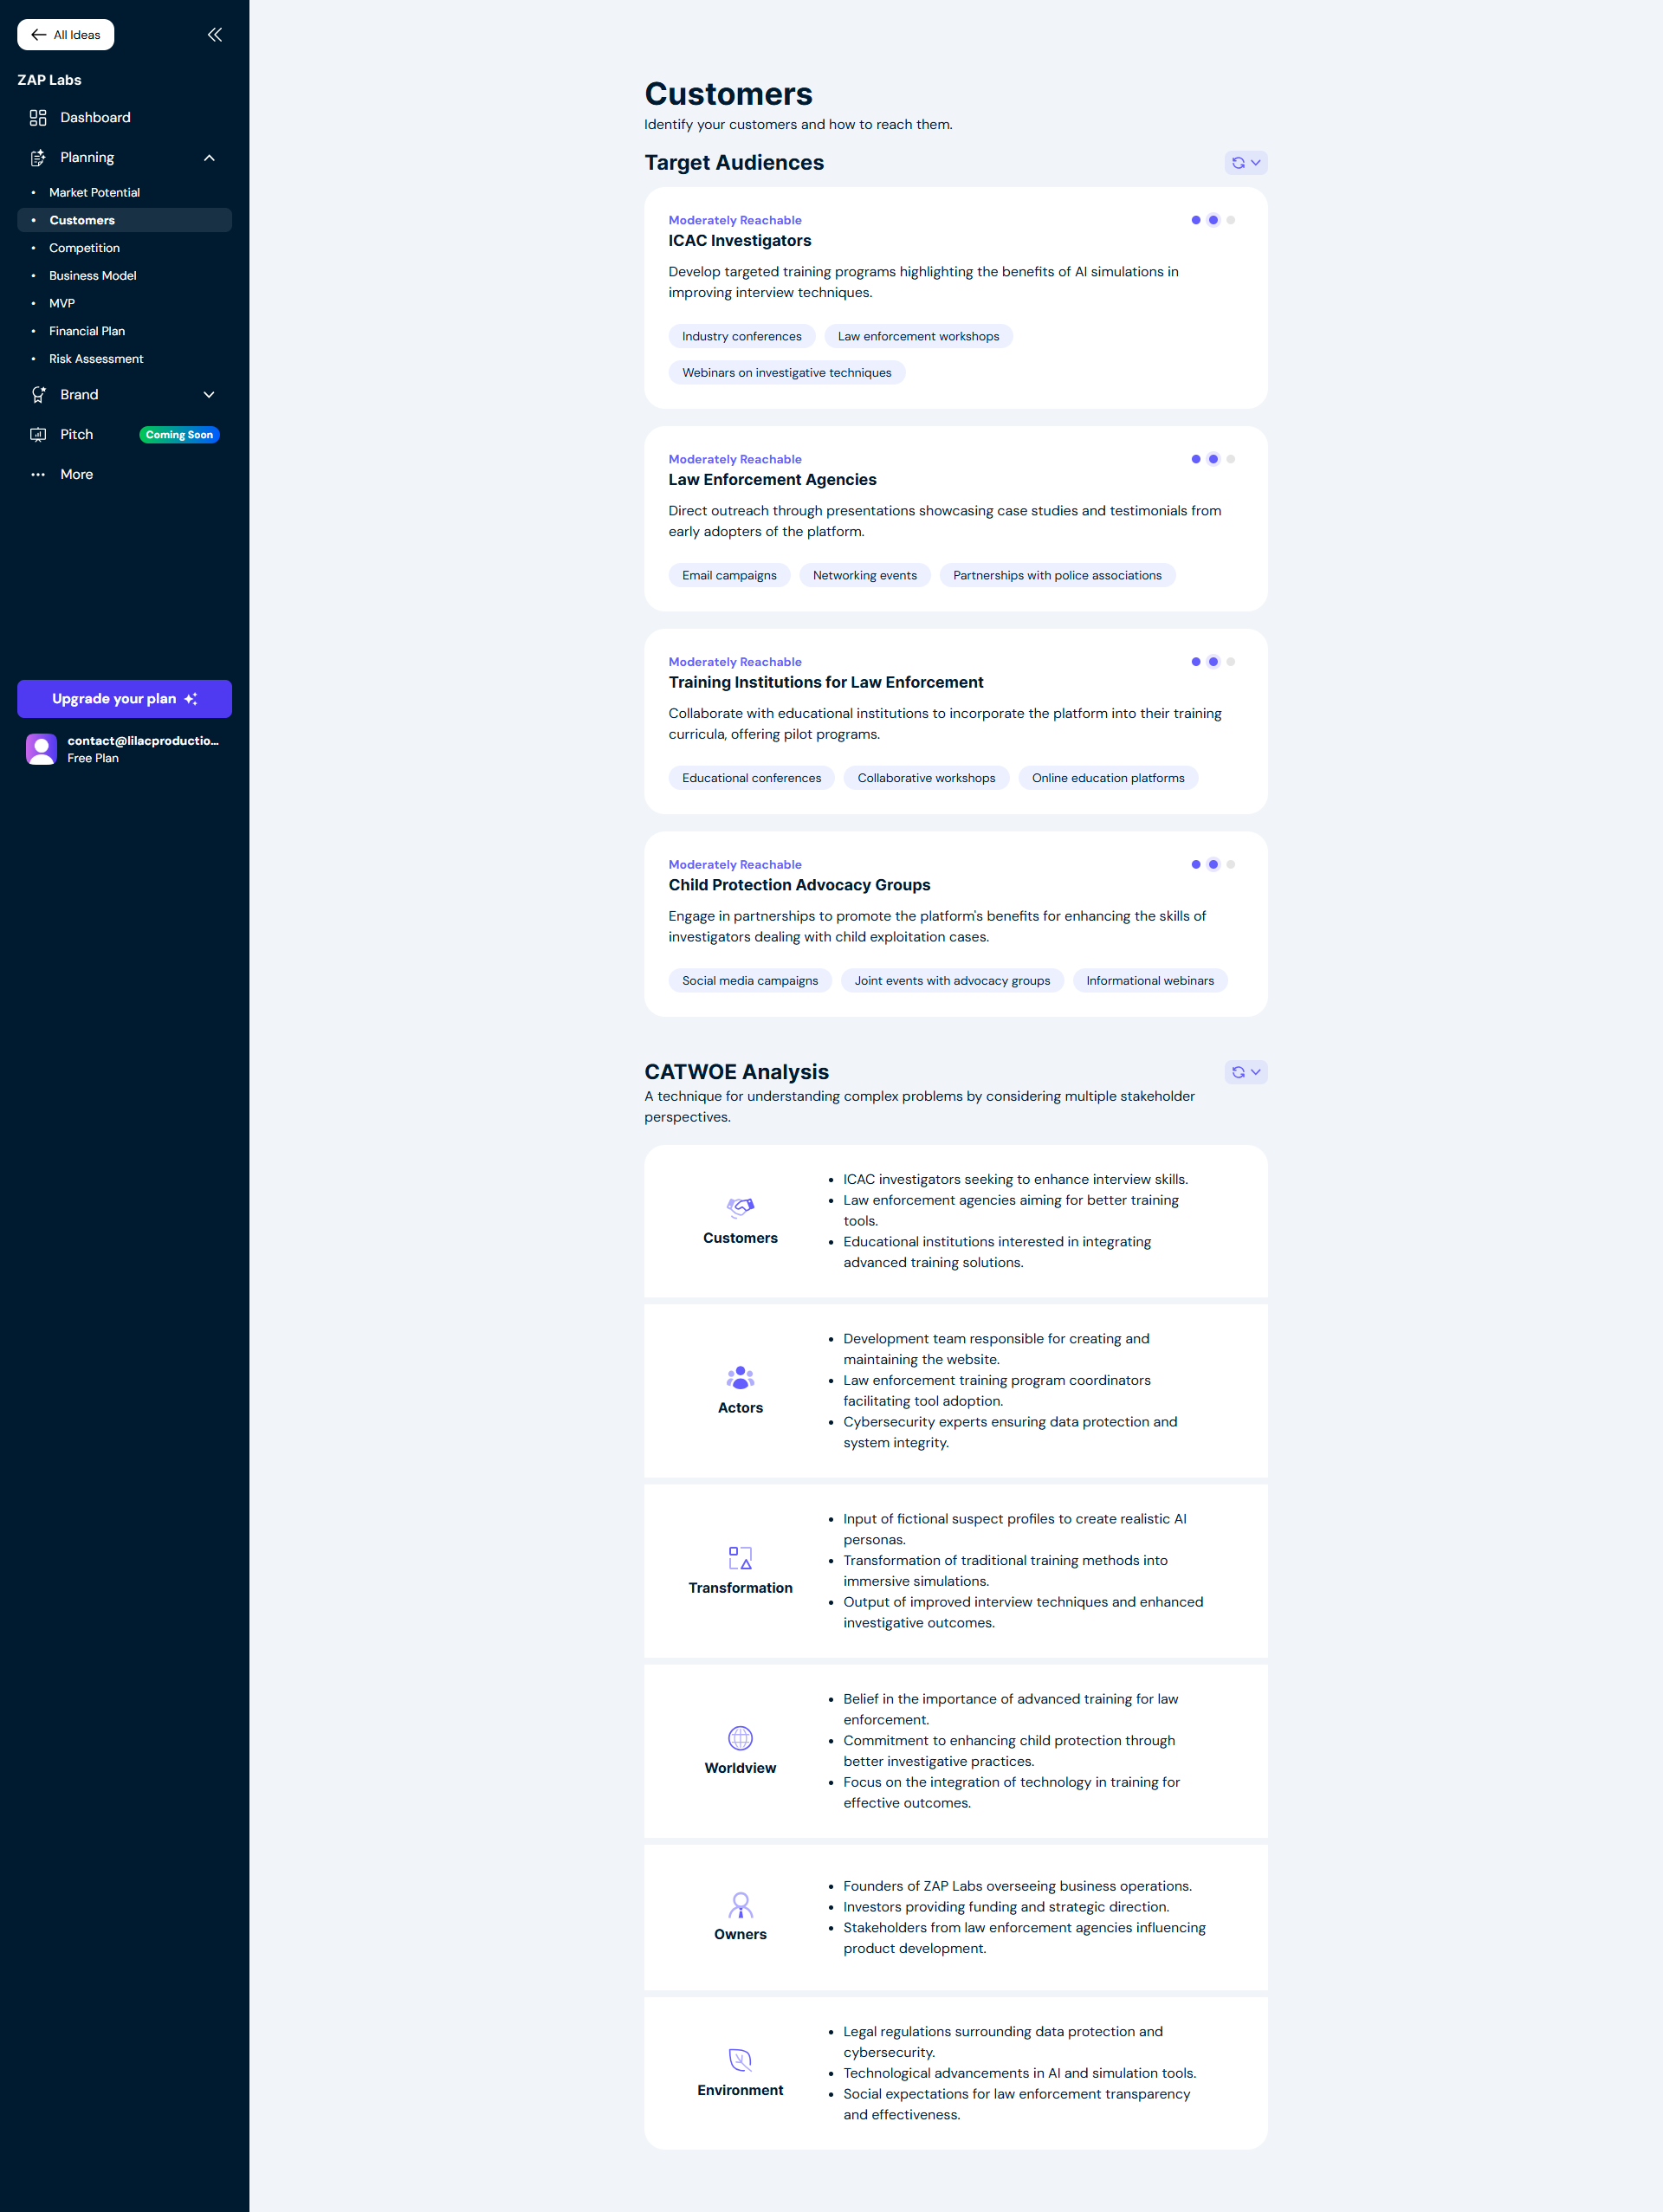 All Ideas
ZAP Labs
Dashboard
Planning
• Market Potential
• Customers
• Competition
• Business Model
• MVP
• Financial Plan
• Risk Assessment
Brand
Pitch
Coming Soon
More
Upgrade your plan
contact@lilacproductio...
Free Plan
Customers
Identify your customers and how to reach them.
Target Audiences
Moderately Reachable
ICAC Investigators
Develop targeted training programs highlighting the benefits of AI simulations in
improving interview techniques.
Industry conferences
Law enforcement workshops
Webinars on investigative techniques
Moderately Reachable
Law Enforcement Agencies
Direct outreach through presentations showcasing case studies and testimonials from
early adopters of the platform.
Email campaigns
Networking events
Partnerships with police associations
Moderately Reachable
Training Institutions for Law Enforcement
Collaborate with educational institutions to incorporate the platform into their training
curricula, offering pilot programs.
Educational conferences
Collaborative workshops
Online education platforms
Moderately Reachable
Child Protection Advocacy Groups
Engage in partnerships to promote the platform's benefits for enhancing the skills of
investigators dealing with child exploitation cases.
Social media campaigns
Joint events with advocacy groups
Informational webinars
CATWOE Analysis
A technique for understanding complex problems by considering multiple stakeholder
perspectives.
Customers
• ICAC investigators seeking to enhance interview skills.
• Law enforcement agencies aiming for better training
tools.
• Educational institutions interested in integrating
advanced training solutions.
Actors
• Development team responsible for creating and
maintaining the website.
• Law enforcement training program coordinators
facilitating tool adoption.
• Cybersecurity experts ensuring data protection and
system integrity.
Transformation
• Input of fictional suspect profiles to create realistic AI
personas.
• Transformation of traditional training methods into
immersive simulations.
• Output of improved interview techniques and enhanced
investigative outcomes.
Worldview
• Belief in the importance of advanced training for law
enforcement.
• Commitment to enhancing child protection through
better investigative practices.
• Focus on the integration of technology in training for
effective outcomes.
Owners
• Founders of ZAP Labs overseeing business operations.
• Investors providing funding and strategic direction.
• Stakeholders from law enforcement agencies influencing
product development.
Environment
• Legal regulations surrounding data protection and
cybersecurity.
• Technological advancements in AI and simulation tools.
• Social expectations for law enforcement transparency
and effectiveness.